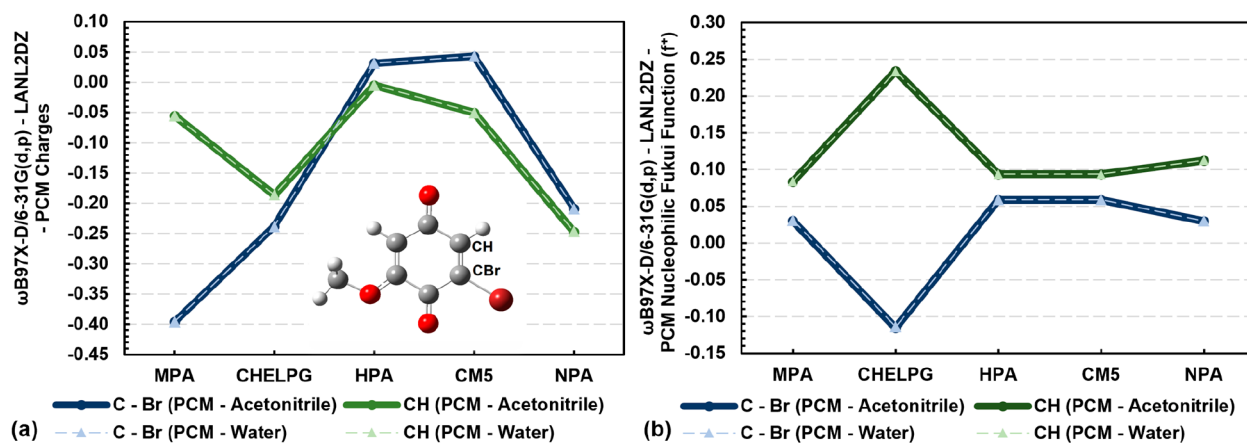 ωB97X-D/6-31G(d,p) - LANL2DZ
- PCM Charges
0.10
0.05
0.00
-0.05
-0.10
-0.15
-0.20
-0.25
-0.30
-0.35
-0.40
-0.45
CH
CBr
MPA CHELPG HPA CM5 NPA
C - Br (PCM - Acetonitrile) CH (PCM - Acetonitrile)
(a) C - Br (PCM - Water) CH (PCM - Water)
ωB97X-D/6-31G(d,p) - LANL2DZ -
PCM Nucleophilic Fukui Function (f⁺)
0.30
0.25
0.20
0.15
0.10
0.05
0.00
-0.05
-0.10
-0.15
MPA CHELPG HPA CM5 NPA
C - Br (PCM - Acetonitrile) CH (PCM - Acetonitrile)
(b) C - Br (PCM - Water) CH (PCM - Water)